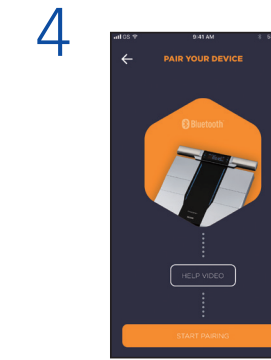 4
9:41 AM
PAIR YOUR DEVICE
Bluetooth
HELP VIDEO
START PAIRING